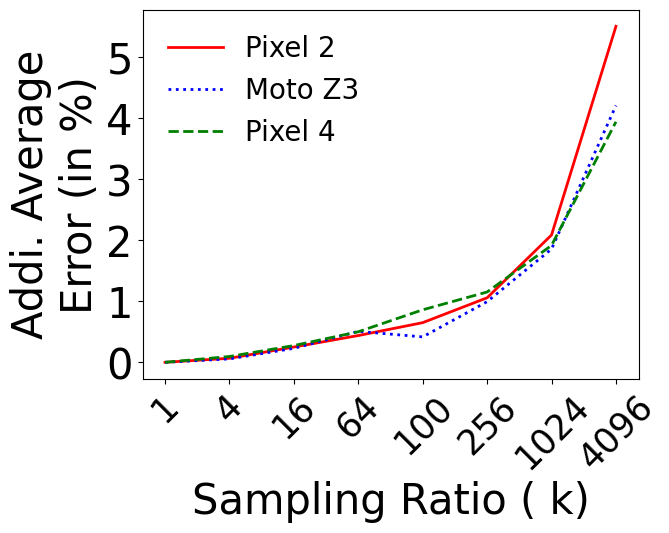 Addi. Average
Error (in %)
5
4
3
2
1
0
Pixel 2
Moto Z3
Pixel 4
1
4
16
64
100
256
1024
4096
Sampling Ratio ( k)